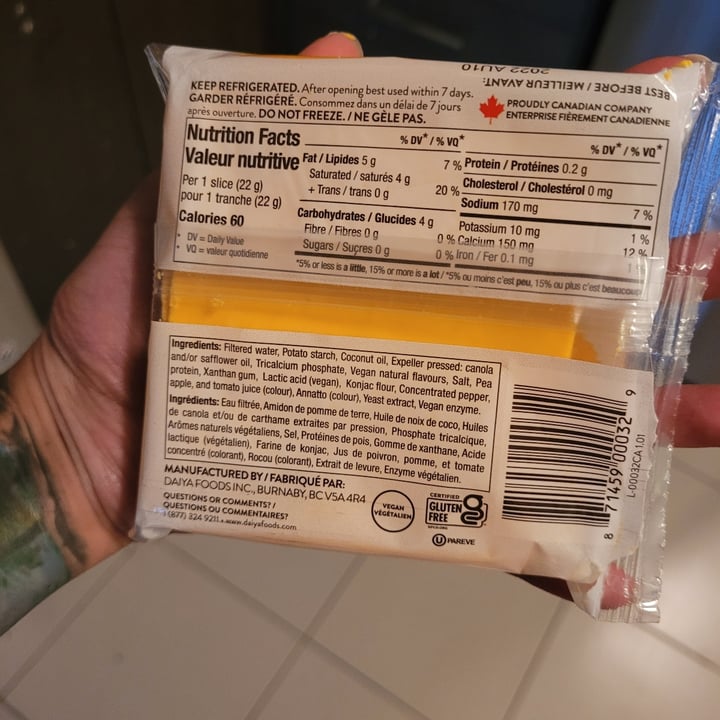 2022 AU10
BEST BEFORE / MEILLEUR AVANT:
KEEP REFRIGERATED. After opening best used within 7 days.
GARDER RÉFRIGÉRÉ. Consommez dans un délai de 7 jours
après ouverture. DO NOT FREEZE. / NE GÈLE PAS.
PROUDLY CANADIAN COMPANY
ENTERPRISE FIÈREMENT CANADIENNE
Nutrition Facts
Valeur nutritive
Per 1 slice (22 g)
pour 1 tranche (22 g)
Calories 60
* DV = Daily Value
* VQ = valeur quotidienne
% DV* / % VQ*
Fat / Lipides 5 g 7 %
Saturated / saturés 4 g
+ Trans / trans 0 g 20 %
Carbohydrates / Glucides 4 g
Fibre / Fibres 0 g 0 %
Sugars / Sucres 0 g 0 %
% DV* / % VQ*
Protein / Protéines 0.2 g
Cholesterol / Cholestérol 0 mg
Sodium 170 mg 7 %
Potassium 10 mg 1 %
Calcium 150 mg 12 %
Iron / Fer 0.1 mg 1
*5% or less is a little, 15% or more is a lot / *5% ou moins c'est peu, 15% ou plus c'est beaucoup
Ingredients: Filtered water, Potato starch, Coconut oil, Expeller pressed: canola
and/or safflower oil, Tricalcium phosphate, Vegan natural flavours, Salt, Pea
protein, Xanthan gum, Lactic acid (vegan), Konjac flour, Concentrated pepper,
apple, and tomato juice (colour), Annatto (colour), Yeast extract, Vegan enzyme.
Ingrédients: Eau filtrée, Amidon de pomme de terre, Huile de noix de coco, Huiles
de canola et/ou de carthame extraites par pression, Phosphate tricalcique,
Arômes naturels végétaliens, Sel, Protéines de pois, Gomme de xanthane, Acide
lactique (végétalien), Farine de konjac, Jus de poivron, pomme, et tomate
concentré (colorant), Rocou (colorant), Extrait de levure, Enzyme végétalien.
MANUFACTURED BY / FABRIQUÉ PAR:
DAIYA FOODS INC., BURNABY, BC V5A 4R4
QUESTIONS OR COMMENTS? /
QUESTIONS OU COMMENTAIRES?
(877) 324 9211 • www.daiyafoods.com
VEGAN
VÉGÉTALIEN
CERTIFIED
GLUTEN
FREE
U PAREVE
8 71459 00032 9
L-00032CA 1.01